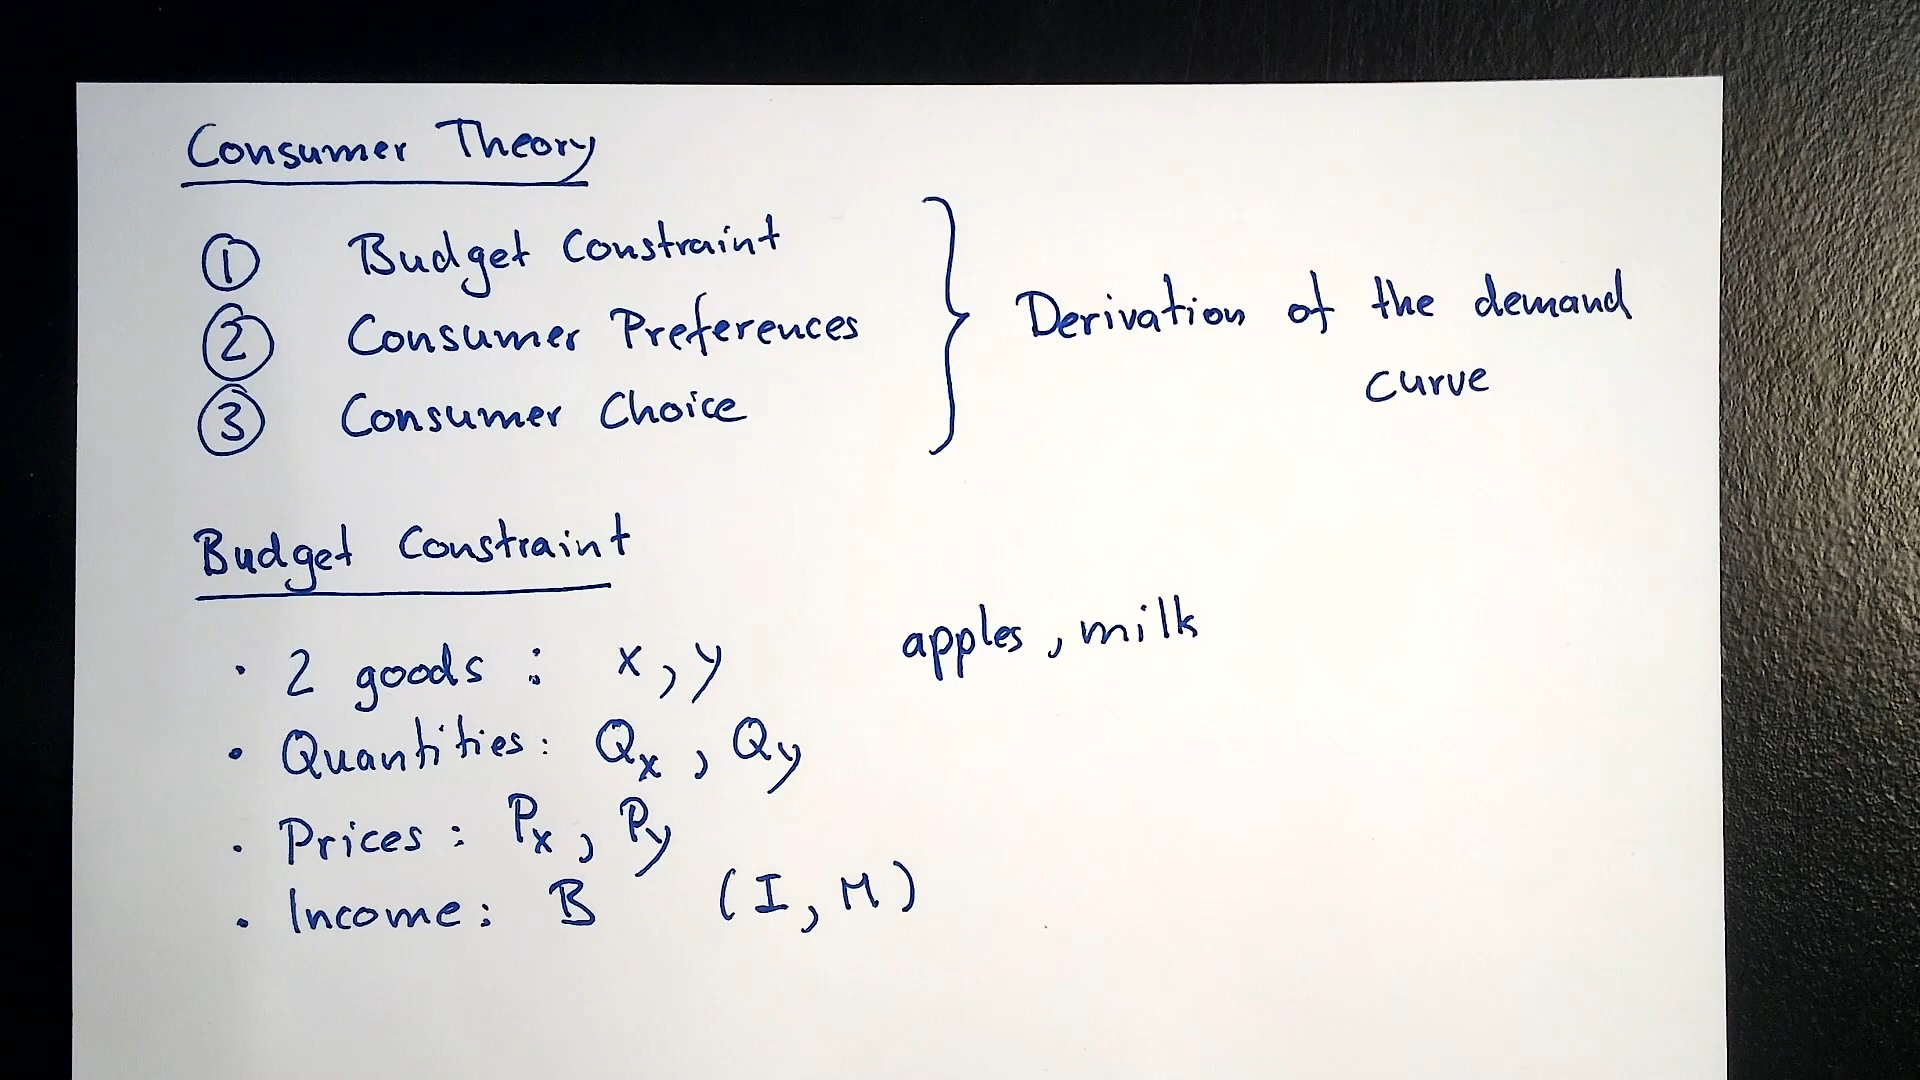 Consumer Theory
① Budget Constraint
② Consumer Preferences
③ Consumer Choice
} Derivation of the demand
curve
Budget Constraint
• 2 goods : x, y apples, milk
• Quantities: Qx, Qy
• Prices: Px, Py
• Income: B (I, M)